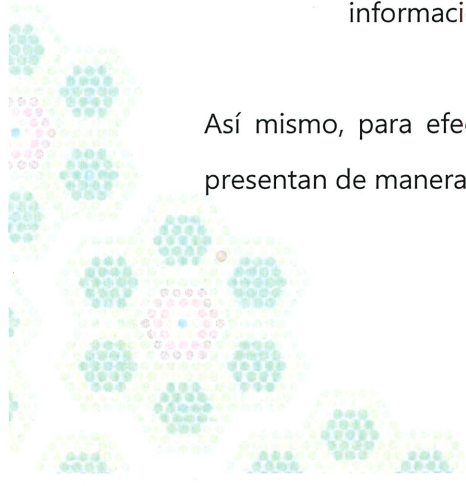 informaci
Así mismo, para efe
presentan de manera